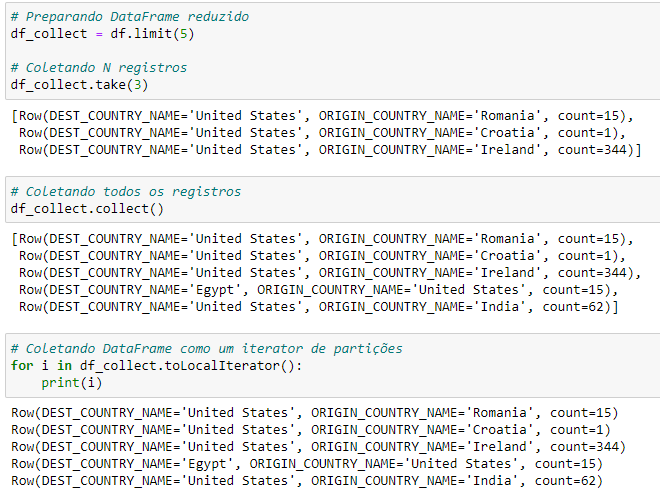 # Preparando DataFrame reduzido
df_collect = df.limit(5)
# Coletando N registros
df_collect.take(3)
[Row(DEST_COUNTRY_NAME='United States', ORIGIN_COUNTRY_NAME='Romania', count=15),
 Row(DEST_COUNTRY_NAME='United States', ORIGIN_COUNTRY_NAME='Croatia', count=1),
 Row(DEST_COUNTRY_NAME='United States', ORIGIN_COUNTRY_NAME='Ireland', count=344)]
# Coletando todos os registros
df_collect.collect()
[Row(DEST_COUNTRY_NAME='United States', ORIGIN_COUNTRY_NAME='Romania', count=15),
 Row(DEST_COUNTRY_NAME='United States', ORIGIN_COUNTRY_NAME='Croatia', count=1),
 Row(DEST_COUNTRY_NAME='United States', ORIGIN_COUNTRY_NAME='Ireland', count=344),
 Row(DEST_COUNTRY_NAME='Egypt', ORIGIN_COUNTRY_NAME='United States', count=15),
 Row(DEST_COUNTRY_NAME='United States', ORIGIN_COUNTRY_NAME='India', count=62)]
# Coletando DataFrame como um iterator de partições
for i in df_collect.toLocalIterator():
    print(i)
Row(DEST_COUNTRY_NAME='United States', ORIGIN_COUNTRY_NAME='Romania', count=15)
Row(DEST_COUNTRY_NAME='United States', ORIGIN_COUNTRY_NAME='Croatia', count=1)
Row(DEST_COUNTRY_NAME='United States', ORIGIN_COUNTRY_NAME='Ireland', count=344)
Row(DEST_COUNTRY_NAME='Egypt', ORIGIN_COUNTRY_NAME='United States', count=15)
Row(DEST_COUNTRY_NAME='United States', ORIGIN_COUNTRY_NAME='India', count=62)